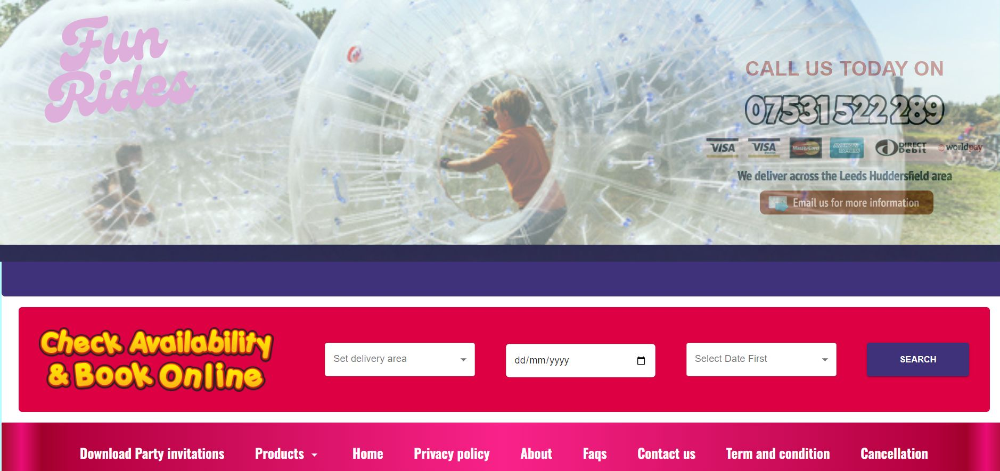 Fun
Rides
CALL US TODAY ON
07531 522 289
VISA VISA Electron MasterCard AMERICAN EXPRESS DIRECT Debit worldpay
We deliver across the Leeds Huddersfield area
Email us for more information
Check Availability
& Book Online
Set delivery area
dd/mm/yyyy
Select Date First
SEARCH
Download Party invitations
Products
Home
Privacy policy
About
Faqs
Contact us
Term and condition
Cancellation